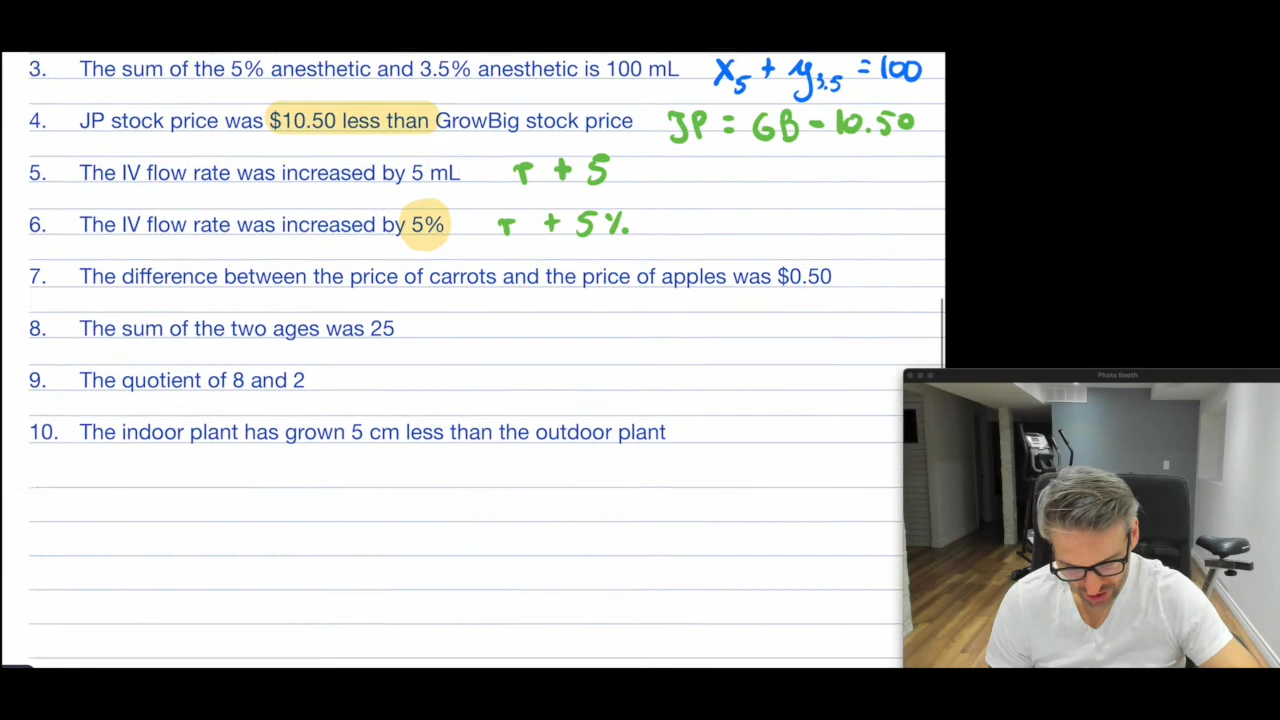 3. The sum of the 5% anesthetic and 3.5% anesthetic is 100 mL x₅ + y₃.₅ = 100
4. JP stock price was $10.50 less than GrowBig stock price JP = GB - 10.50
5. The IV flow rate was increased by 5 mL r + 5
6. The IV flow rate was increased by 5% r + 5%
7. The difference between the price of carrots and the price of apples was $0.50
8. The sum of the two ages was 25
9. The quotient of 8 and 2
10. The indoor plant has grown 5 cm less than the outdoor plant
Photo Booth